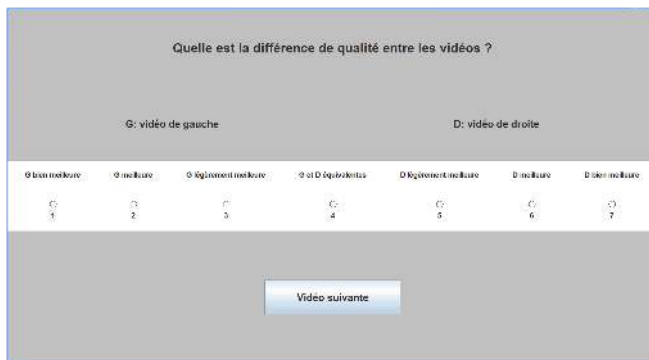 Quelle est la différence de qualité entre les vidéos ?
G: vidéo de gauche D: vidéo de droite
G bien meilleure G meilleure G légèrement meilleure G et D équivalentes D légèrement meilleure D meilleure D bien meilleure
1 2 3 4 5 6 7
Vidéo suivante